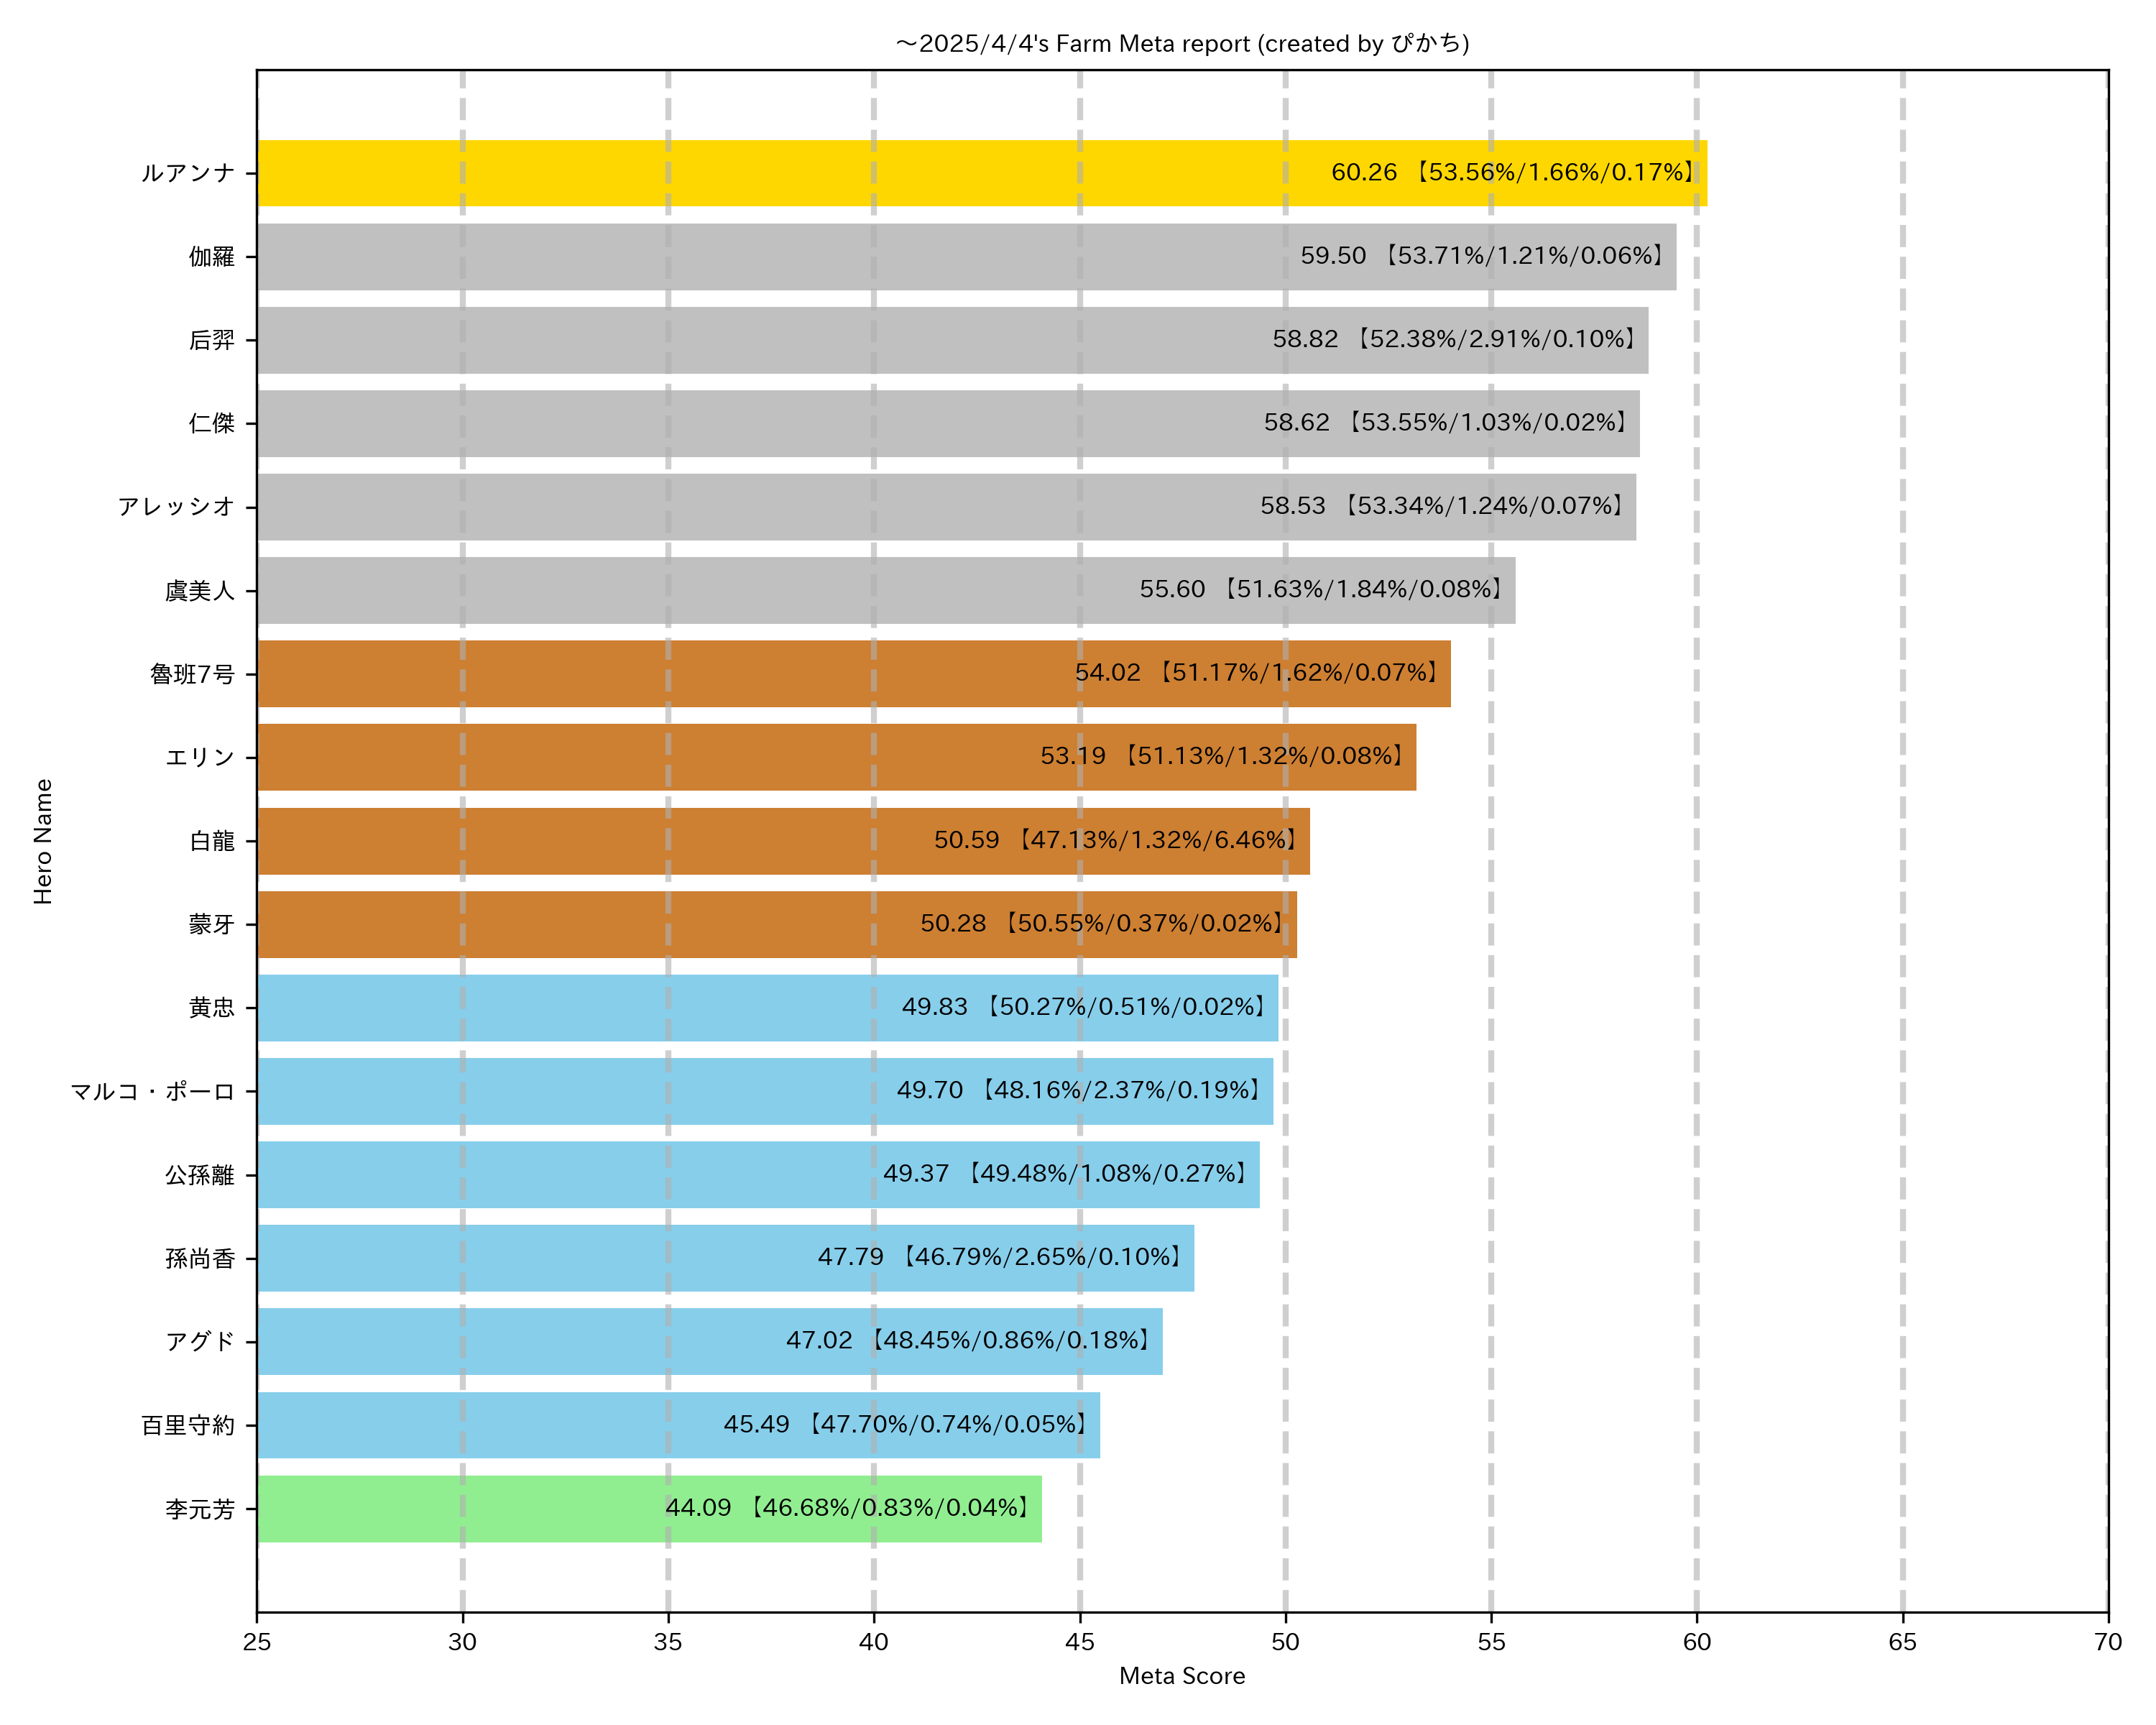 ～2025/4/4's Farm Meta report (created by ぴかち)
Hero Name
ルアンナ 60.26 【53.56%/1.66%/0.17%】
伽羅 59.50 【53.71%/1.21%/0.06%】
后羿 58.82 【52.38%/2.91%/0.10%】
仁傑 58.62 【53.55%/1.03%/0.02%】
アレッシオ 58.53 【53.34%/1.24%/0.07%】
虞美人 55.60 【51.63%/1.84%/0.08%】
魯班7号 54.02 【51.17%/1.62%/0.07%】
エリン 53.19 【51.13%/1.32%/0.08%】
白龍 50.59 【47.13%/1.32%/6.46%】
蒙牙 50.28 【50.55%/0.37%/0.02%】
黄忠 49.83 【50.27%/0.51%/0.02%】
マルコ・ポーロ 49.70 【48.16%/2.37%/0.19%】
公孫離 49.37 【49.48%/1.08%/0.27%】
孫尚香 47.79 【46.79%/2.65%/0.10%】
アグド 47.02 【48.45%/0.86%/0.18%】
百里守約 45.49 【47.70%/0.74%/0.05%】
李元芳 44.09 【46.68%/0.83%/0.04%】
25 30 35 40 45 50 55 60 65 70
Meta Score